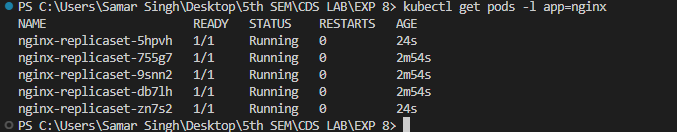 PS C:\Users\Samar Singh\Desktop\5th SEM\CDS LAB\EXP 8> kubectl get pods -l app=nginx
NAME READY STATUS RESTARTS AGE
nginx-replicaset-5hpvh 1/1 Running 0 24s
nginx-replicaset-755g7 1/1 Running 0 2m54s
nginx-replicaset-9snn2 1/1 Running 0 2m54s
nginx-replicaset-db7lh 1/1 Running 0 2m54s
nginx-replicaset-zn7s2 1/1 Running 0 24s
PS C:\Users\Samar Singh\Desktop\5th SEM\CDS LAB\EXP 8>